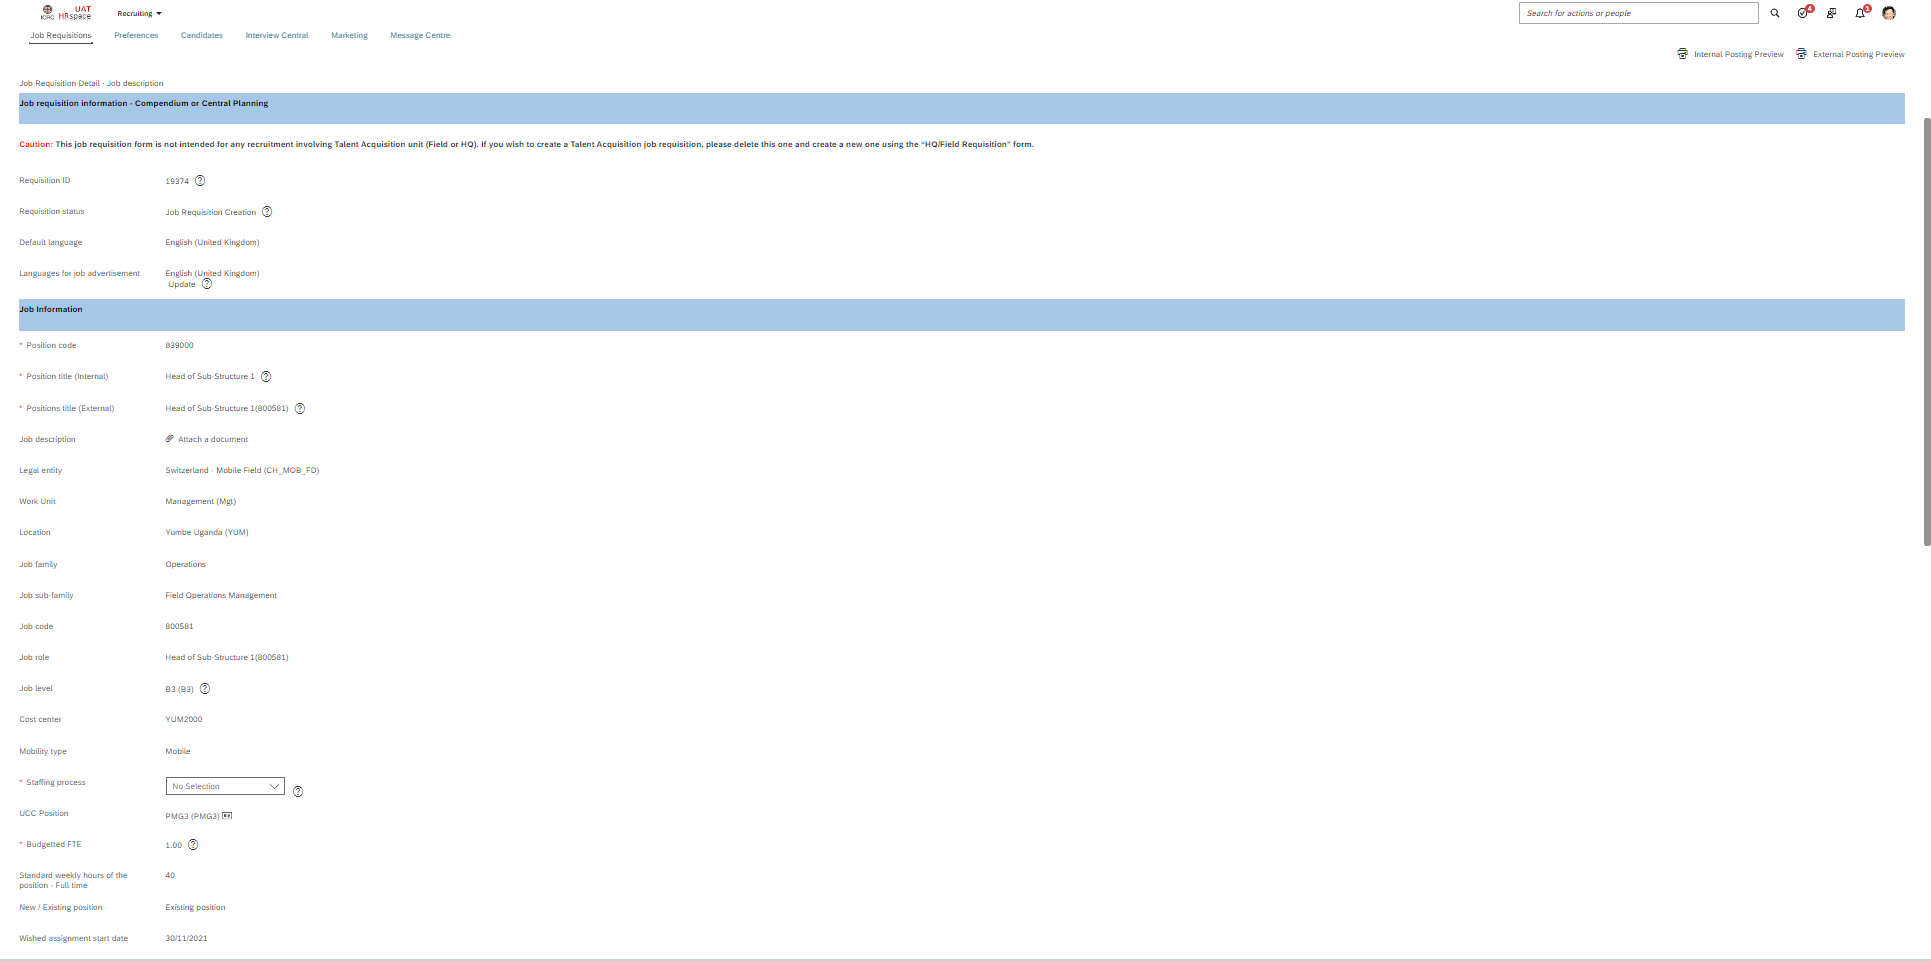 ICRC UAT HRspace Recruiting Search for actions or people 4 1
Job Requisitions Preferences Candidates Interview Central Marketing Message Centre
Internal Posting Preview External Posting Preview
Job Requisition Detail - Job description
Job requisition information - Compendium or Central Planning
Caution: This job requisition form is not intended for any recruitment involving Talent Acquisition unit (Field or HQ). If you wish to create a Talent Acquisition job requisition, please delete this one and create a new one using the "HQ/Field Requisition" form.
Requisition ID 19374 ?
Requisition status Job Requisition Creation ?
Default language English (United Kingdom)
Languages for job advertisement English (United Kingdom)
Update ?
Job Information
* Position code 839000
* Position title (Internal) Head of Sub-Structure 1 ?
* Positions title (External) Head of Sub-Structure 1(800581) ?
Job description Attach a document
Legal entity Switzerland - Mobile Field (CH_MOB_FD)
Work Unit Management (Mgt)
Location Yumbe Uganda (YUM)
Job family Operations
Job sub-family Field Operations Management
Job code 800581
Job role Head of Sub-Structure 1(800581)
Job level B3 (B3) ?
Cost center YUM2000
Mobility type Mobile
* Staffing process No Selection ?
UCC Position PMG3 (PMG3)
* Budgetted FTE 1.00 ?
Standard weekly hours of the 40
position - Full time
New / Existing position Existing position
Wished assignment start date 30/11/2021